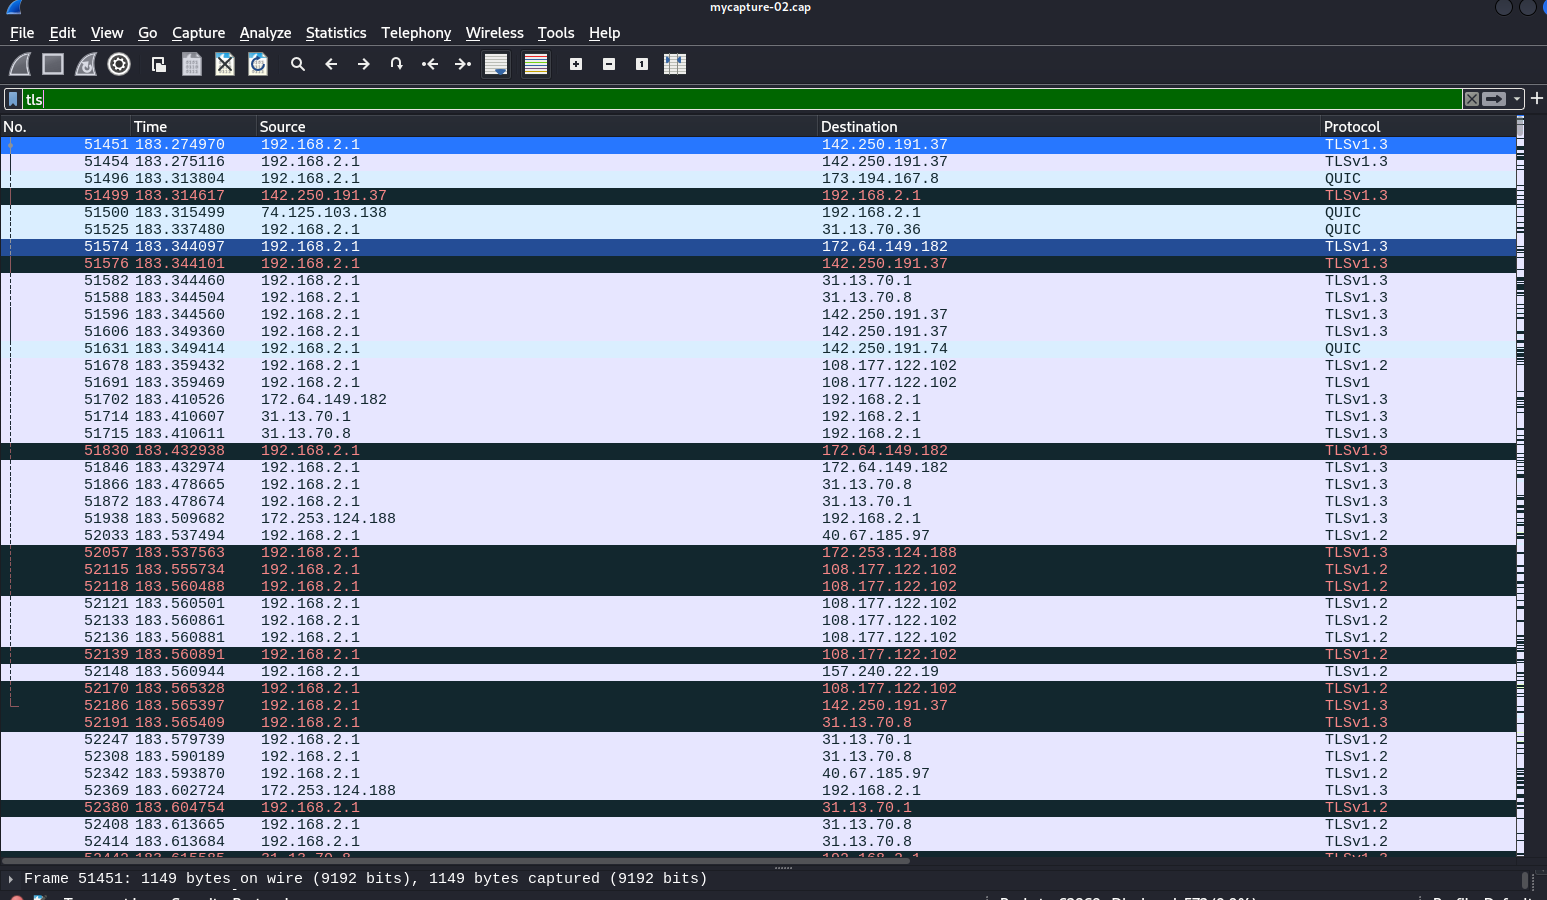 mycapture-02.cap
File Edit View Go Capture Analyze Statistics Telephony Wireless Tools Help
tls
No. Time Source Destination Protocol
51451 183.274970 192.168.2.1 142.250.191.37 TLSv1.3
51454 183.275116 192.168.2.1 142.250.191.37 TLSv1.3
51496 183.313804 192.168.2.1 173.194.167.8 QUIC
51499 183.314617 142.250.191.37 192.168.2.1 TLSv1.3
51500 183.315499 74.125.103.138 192.168.2.1 QUIC
51525 183.337480 192.168.2.1 31.13.70.36 QUIC
51574 183.344097 192.168.2.1 172.64.149.182 TLSv1.3
51576 183.344101 192.168.2.1 142.250.191.37 TLSv1.3
51582 183.344460 192.168.2.1 31.13.70.1 TLSv1.3
51588 183.344504 192.168.2.1 31.13.70.8 TLSv1.3
51596 183.344560 192.168.2.1 142.250.191.37 TLSv1.3
51606 183.349360 192.168.2.1 142.250.191.37 TLSv1.3
51631 183.349414 192.168.2.1 142.250.191.74 QUIC
51678 183.359432 192.168.2.1 108.177.122.102 TLSv1.2
51691 183.359469 192.168.2.1 108.177.122.102 TLSv1
51702 183.410526 172.64.149.182 192.168.2.1 TLSv1.3
51714 183.410607 31.13.70.1 192.168.2.1 TLSv1.3
51715 183.410611 31.13.70.8 192.168.2.1 TLSv1.3
51830 183.432938 192.168.2.1 172.64.149.182 TLSv1.3
51846 183.432974 192.168.2.1 172.64.149.182 TLSv1.3
51866 183.478665 192.168.2.1 31.13.70.8 TLSv1.3
51872 183.478674 192.168.2.1 31.13.70.1 TLSv1.3
51938 183.509682 172.253.124.188 192.168.2.1 TLSv1.3
52033 183.537494 192.168.2.1 40.67.185.97 TLSv1.2
52057 183.537563 192.168.2.1 172.253.124.188 TLSv1.3
52115 183.555734 192.168.2.1 108.177.122.102 TLSv1.2
52118 183.560488 192.168.2.1 108.177.122.102 TLSv1.2
52121 183.560501 192.168.2.1 108.177.122.102 TLSv1.2
52133 183.560861 192.168.2.1 108.177.122.102 TLSv1.2
52136 183.560881 192.168.2.1 108.177.122.102 TLSv1.2
52139 183.560891 192.168.2.1 108.177.122.102 TLSv1.2
52148 183.560944 192.168.2.1 157.240.22.19 TLSv1.2
52170 183.565328 192.168.2.1 108.177.122.102 TLSv1.2
52186 183.565397 192.168.2.1 142.250.191.37 TLSv1.3
52191 183.565409 192.168.2.1 31.13.70.8 TLSv1.3
52247 183.579739 192.168.2.1 31.13.70.1 TLSv1.2
52308 183.590189 192.168.2.1 31.13.70.8 TLSv1.2
52342 183.593870 192.168.2.1 40.67.185.97 TLSv1.2
52369 183.602724 172.253.124.188 192.168.2.1 TLSv1.3
52380 183.604754 192.168.2.1 31.13.70.1 TLSv1.2
52408 183.613665 192.168.2.1 31.13.70.8 TLSv1.2
52414 183.613684 192.168.2.1 31.13.70.8 TLSv1.2
Frame 51451: 1149 bytes on wire (9192 bits), 1149 bytes captured (9192 bits)